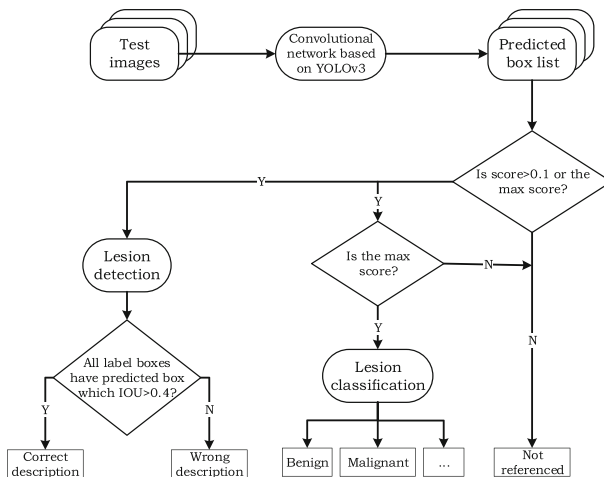 Test
images
Convolutional
network based
on YOLOv3
Predicted
box list
Is score>0.1 or the
max score?
Y
Y
Lesion
detection
Is the max
score?
N
Y
N
All label boxes
have predicted box
which IOU>0.4?
Lesion
classification
Y
N
Correct
description
Wrong
description
Benign
Malignant
...
Not
referenced